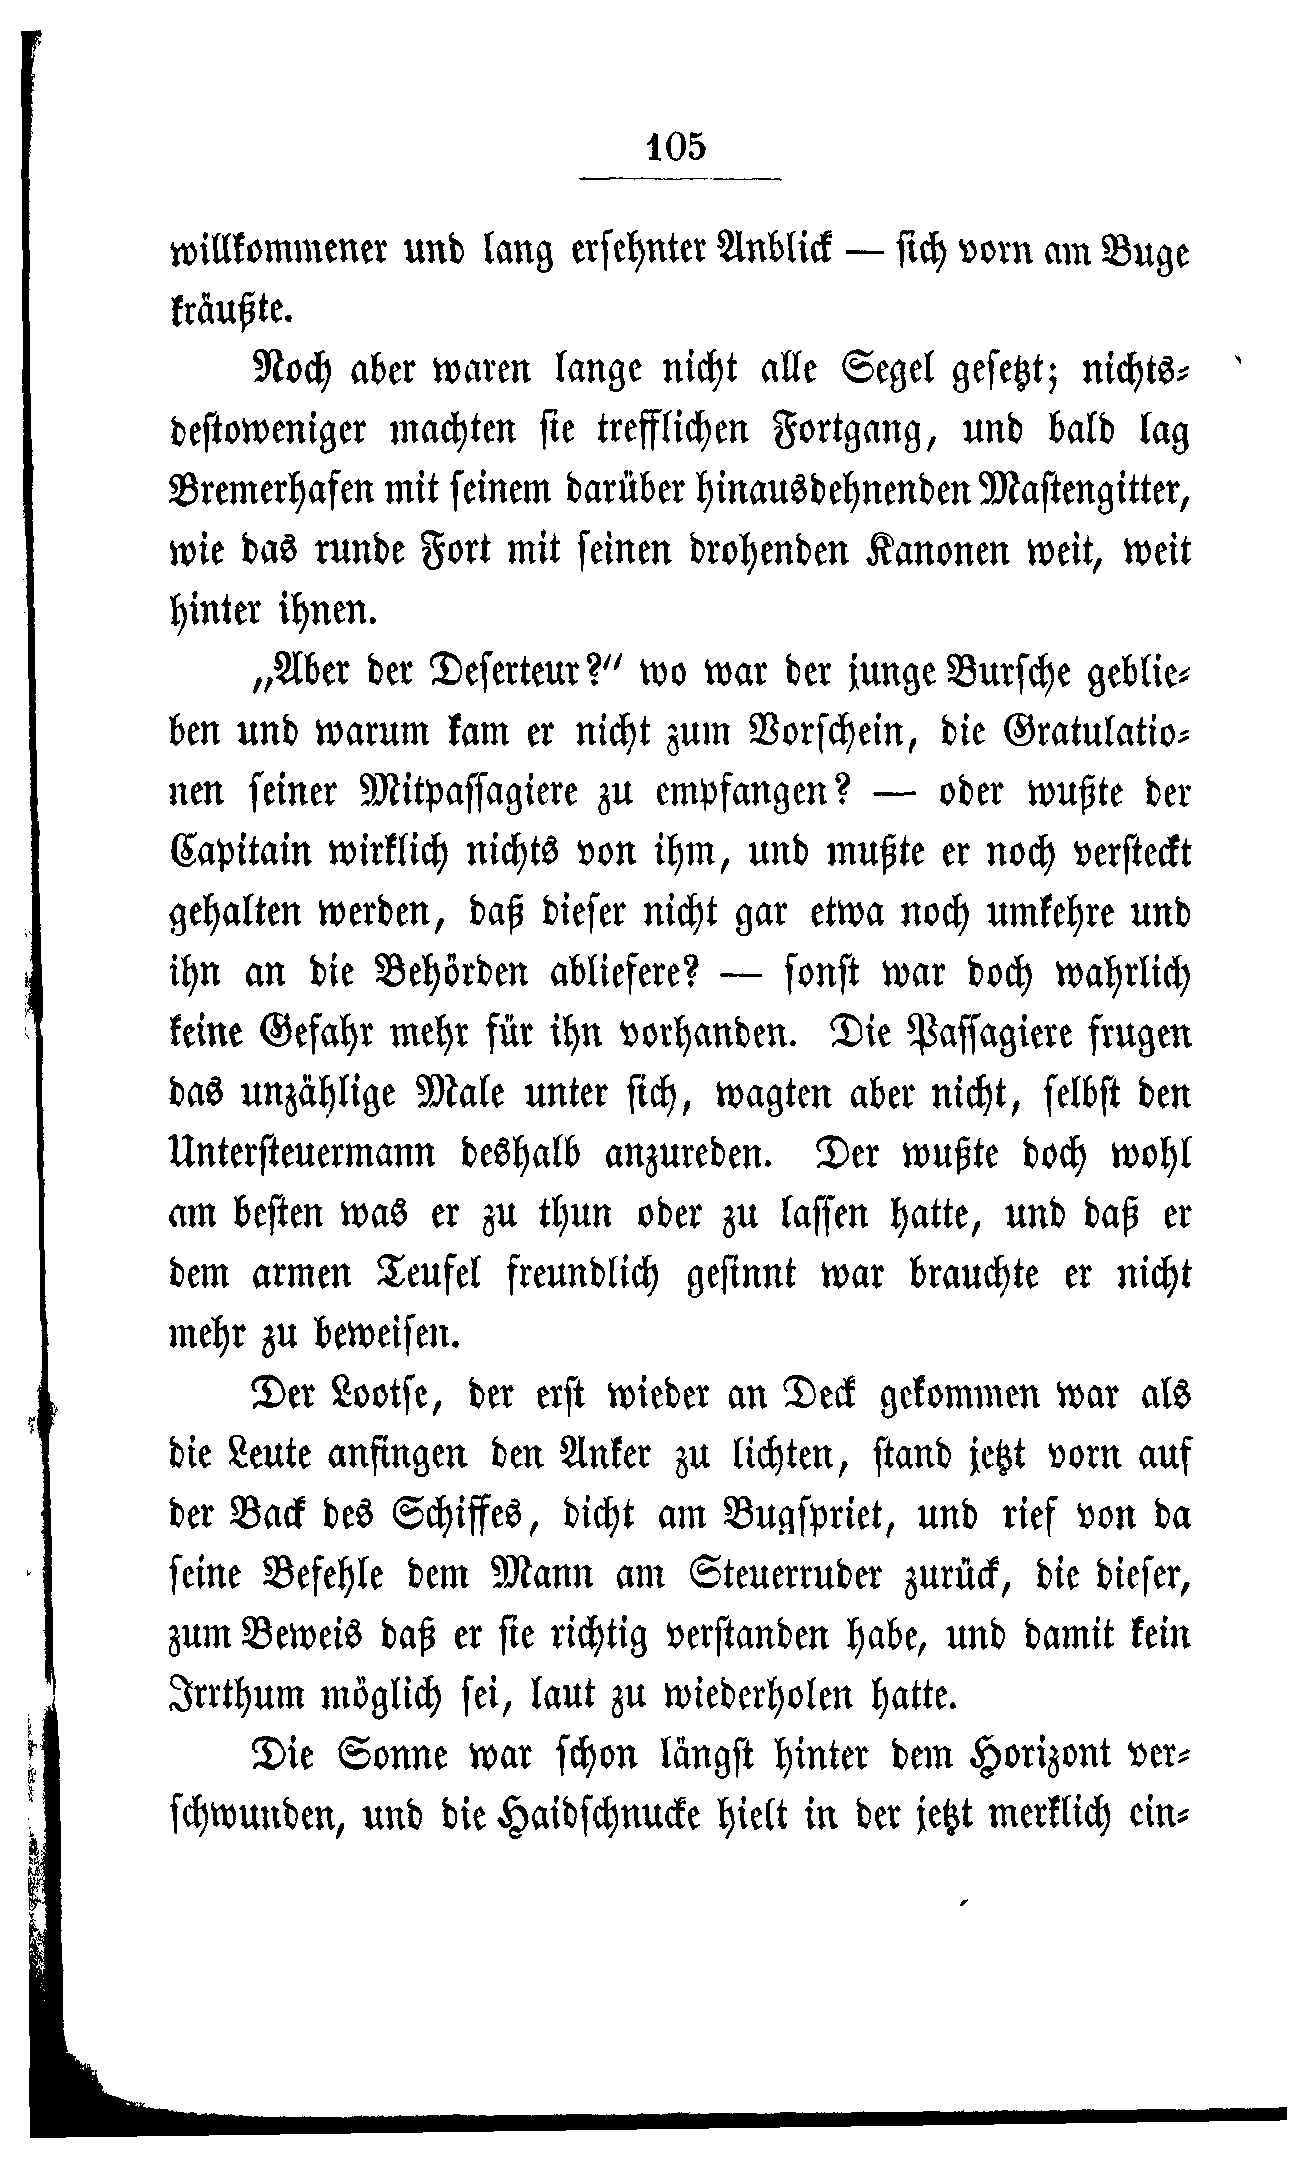 105
willkommener und lang ersehnter Anblick — sich vorn am Buge
kräußte.
Noch aber waren lange nicht alle Segel gesetzt; nichts-
destoweniger machten sie trefflichen Fortgang, und bald lag
Bremerhafen mit seinem darüber hinausdehnenden Mastengitter,
wie das runde Fort mit seinen drohenden Kanonen weit, weit
hinter ihnen.
„Aber der Deserteur?“ wo war der junge Bursche geblie-
ben und warum kam er nicht zum Vorschein, die Gratulatio-
nen seiner Mitpassagiere zu empfangen? — oder wußte der
Capitain wirklich nichts von ihm, und mußte er noch versteckt
gehalten werden, daß dieser nicht gar etwa noch umkehre und
ihn an die Behörden abliefere? — sonst war doch wahrlich
keine Gefahr mehr für ihn vorhanden. Die Passagiere frugen
das unzählige Male unter sich, wagten aber nicht, selbst den
Untersteuermann deshalb anzureden. Der wußte doch wohl
am besten was er zu thun oder zu lassen hatte, und daß er
dem armen Teufel freundlich gesinnt war brauchte er nicht
mehr zu beweisen.
Der Lootse, der erst wieder an Deck gekommen war als
die Leute anfingen den Anker zu lichten, stand jetzt vorn auf
der Back des Schiffes, dicht am Bugspriet, und rief von da
seine Befehle dem Mann am Steuerruder zurück, die dieser,
zum Beweis daß er sie richtig verstanden habe, und damit kein
Irrthum möglich sei, laut zu wiederholen hatte.
Die Sonne war schon längst hinter dem Horizont ver-
schwunden, und die Haidschnucke hielt in der jetzt merklich ein-